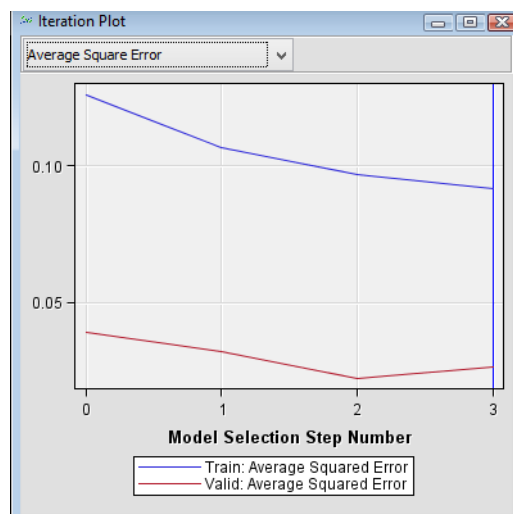 Iteration Plot
Average Square Error
0.10
0.05
0 1 2 3
Model Selection Step Number
Train: Average Squared Error
Valid: Average Squared Error